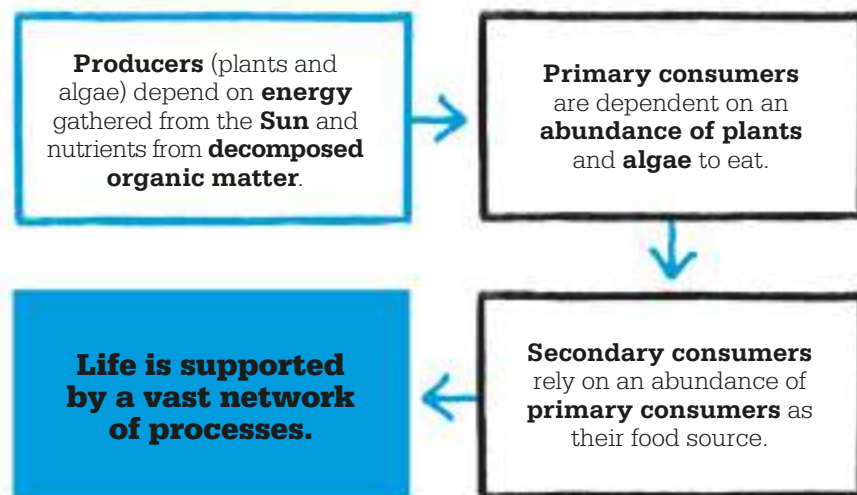 Producers (plants and
algae) depend on energy
gathered from the Sun and
nutrients from decomposed
organic matter.
Primary consumers
are dependent on an
abundance of plants
and algae to eat.
Secondary consumers
rely on an abundance of
primary consumers as
their food source.
Life is supported
by a vast network
of processes.